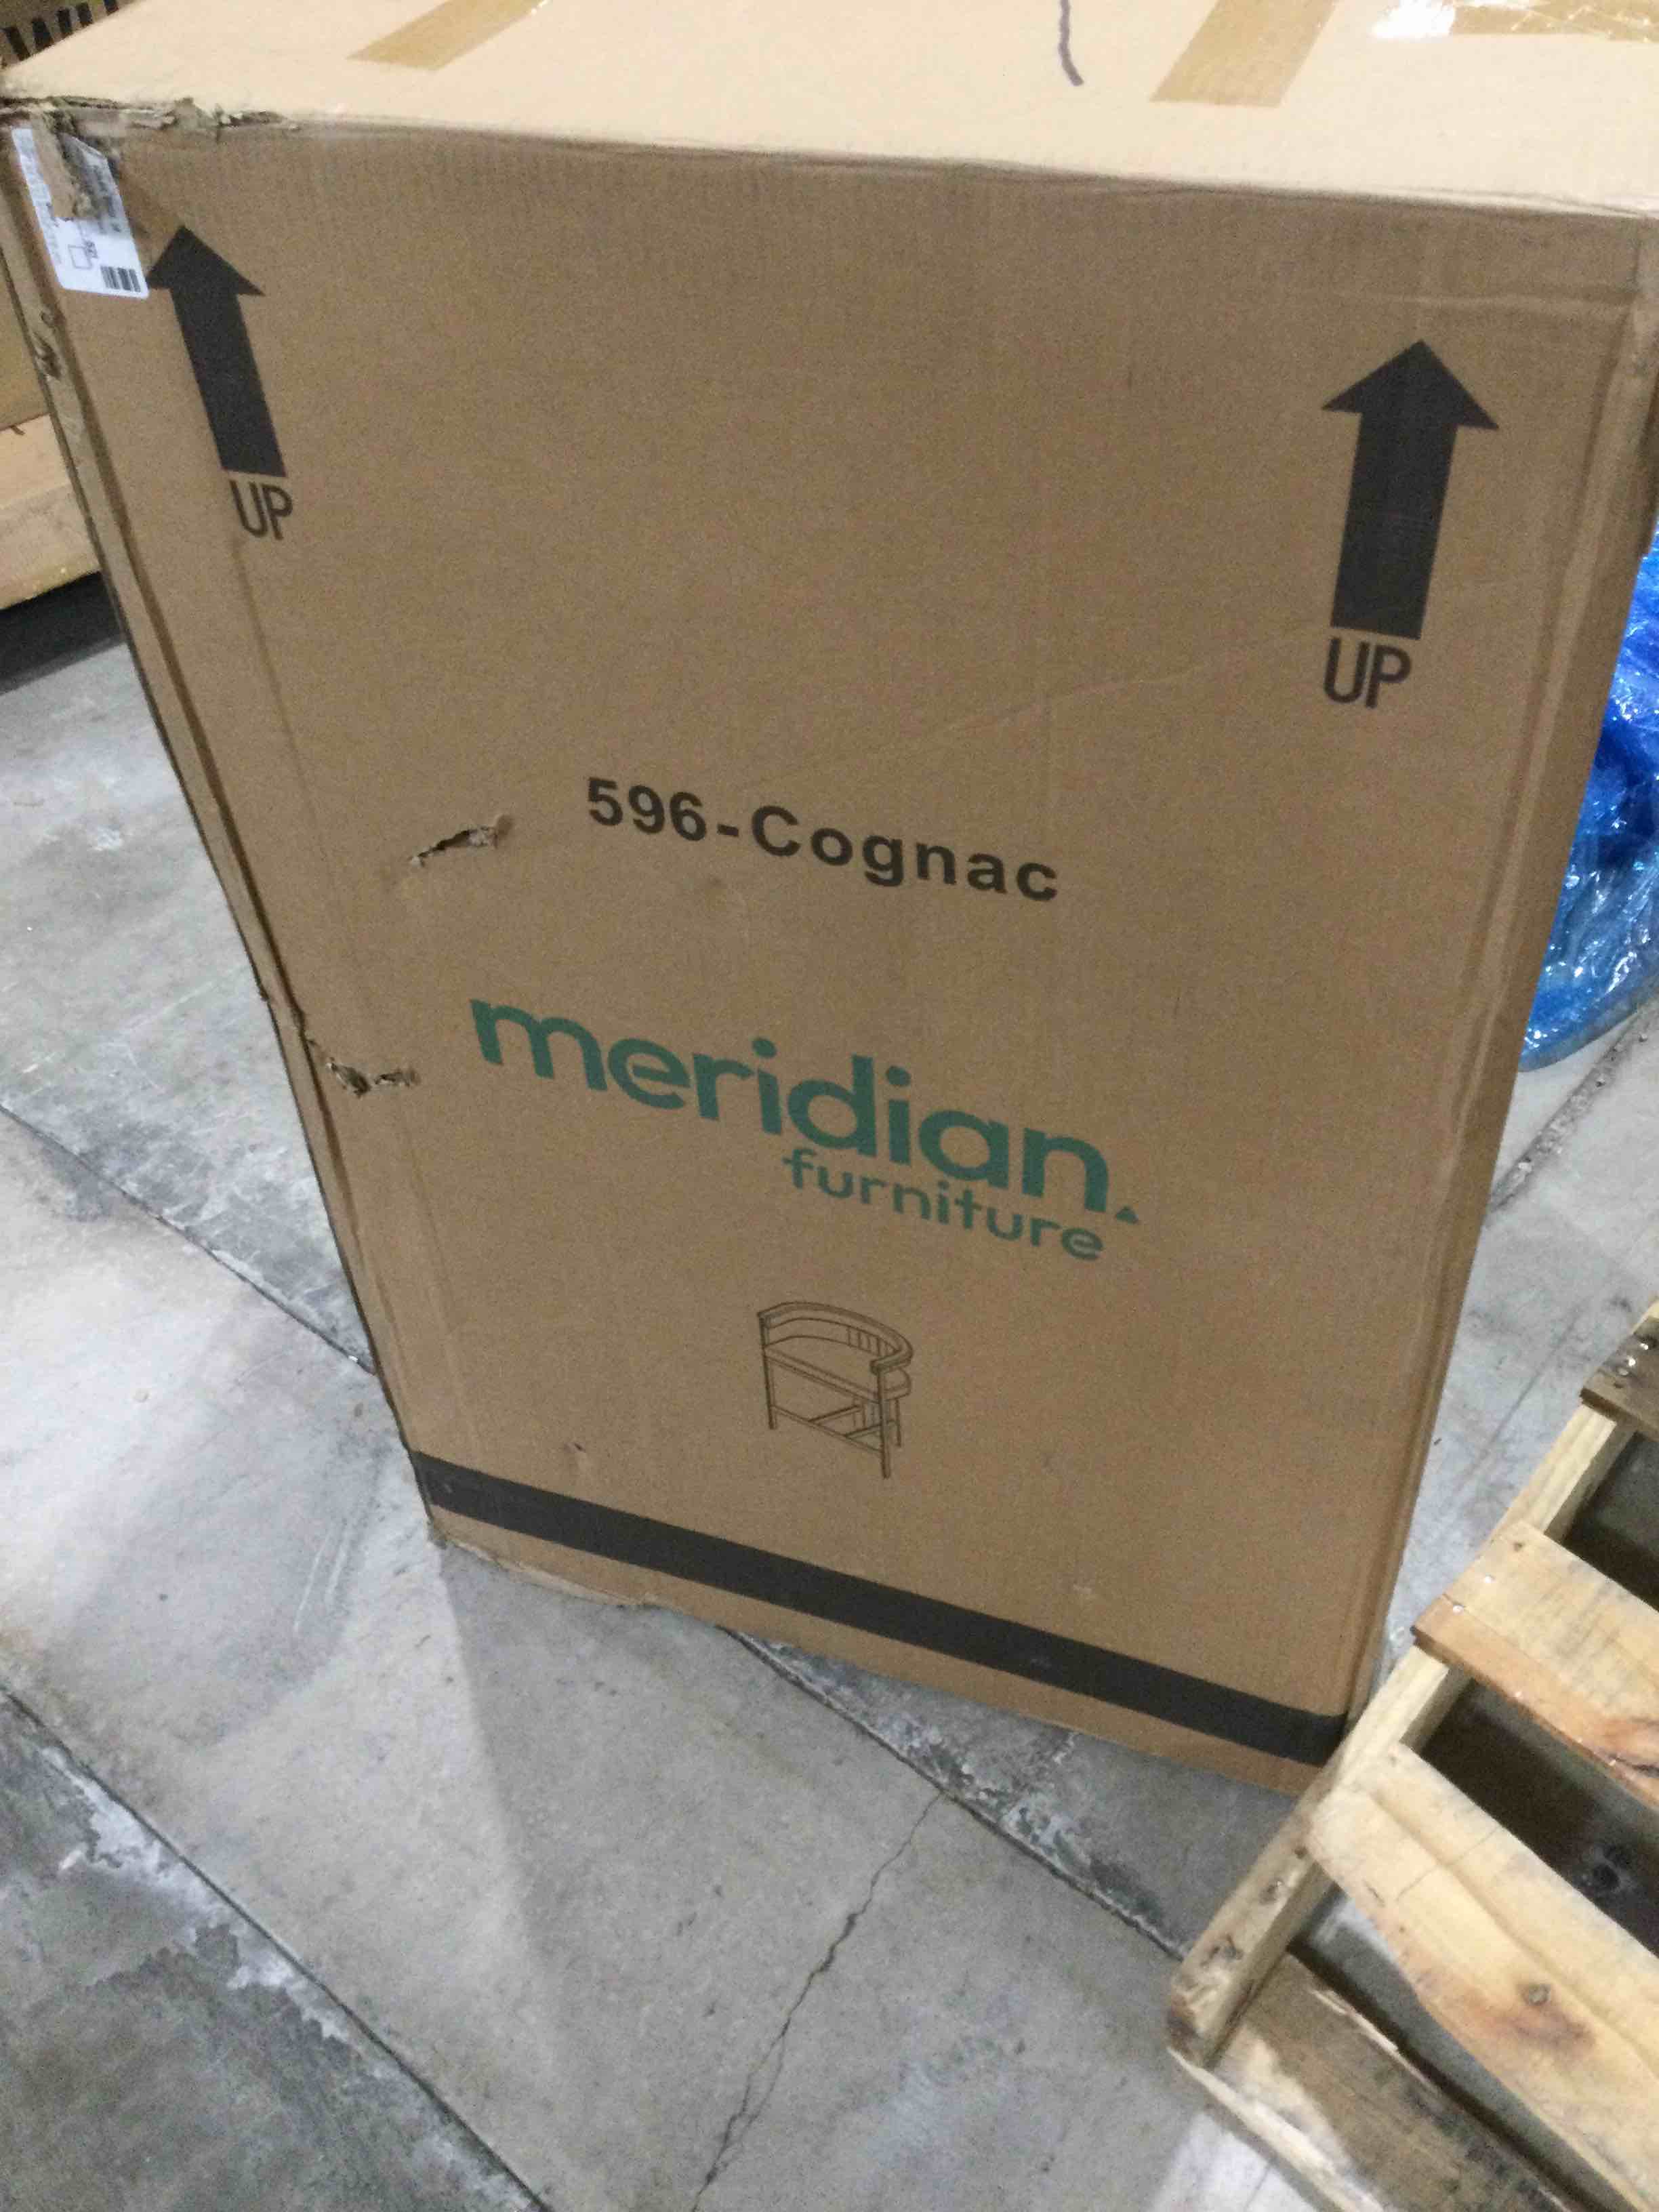 UP
UP
596-Cognac
meridian
furniture